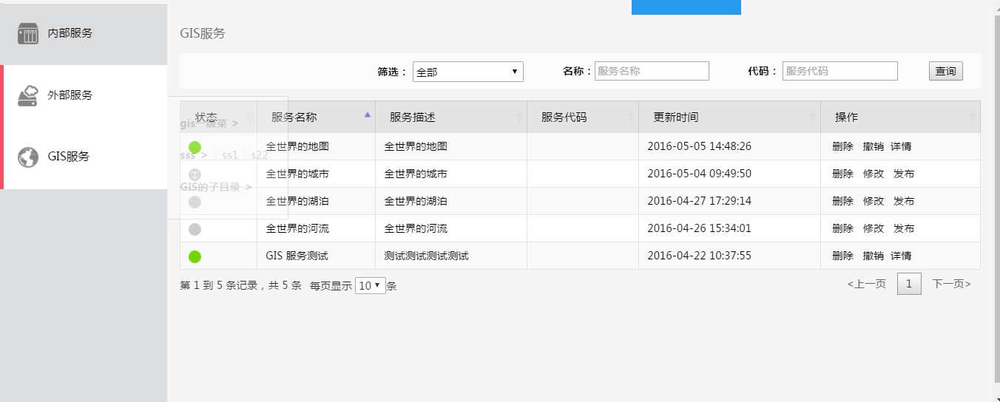 内部服务
外部服务
GIS服务
GIS服务
筛选： 全部 名称： 服务名称 代码： 服务代码 查询
状态 服务名称 服务描述 服务代码 更新时间 操作
gis一级菜 >
全世界的地图 全世界的地图 2016-05-05 14:48:26 删除 撤销 详情
sss > ss1 s22
全世界的城市 全世界的城市 2016-05-04 09:49:50 删除 修改 发布
GIS的子目录 >
全世界的湖泊 全世界的湖泊 2016-04-27 17:29:14 删除 修改 发布
全世界的河流 全世界的河流 2016-04-26 15:34:01 删除 修改 发布
GIS 服务测试 测试测试测试测试 2016-04-22 10:37:55 删除 撤销 详情
第 1 到 5 条记录，共 5 条 每页显示 10 条 <上一页 1 下一页>